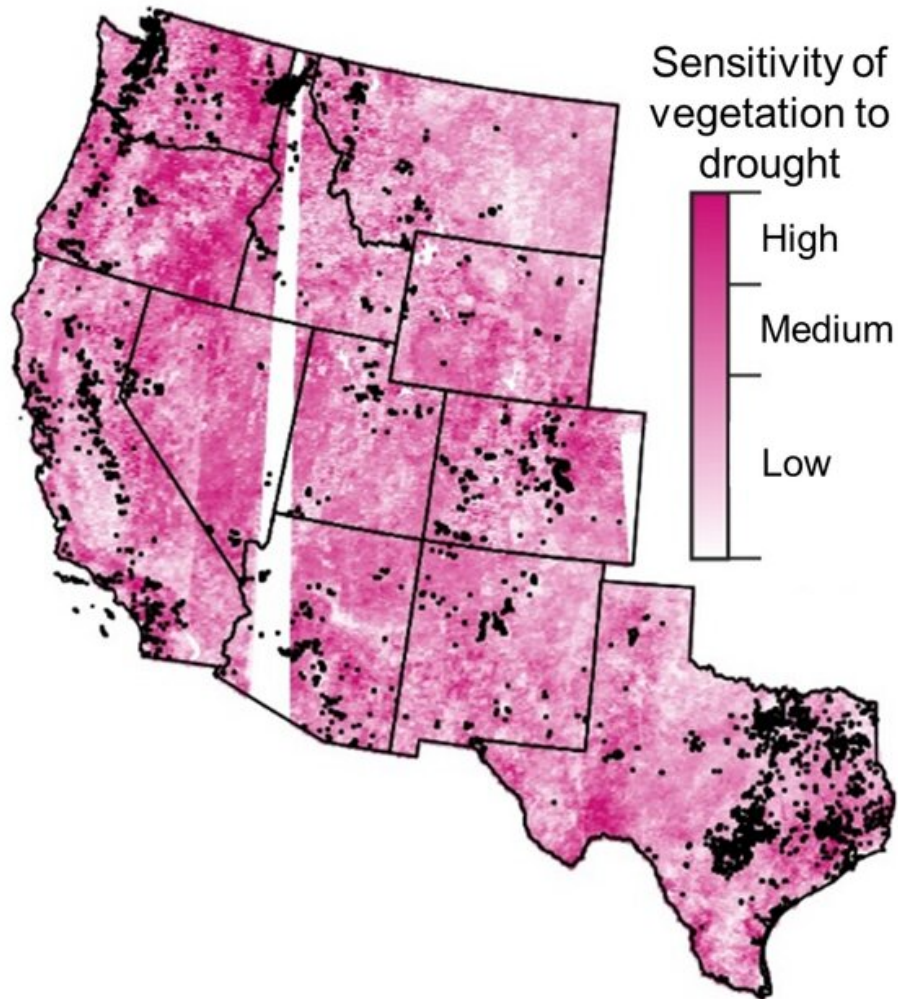 Sensitivity of
vegetation to
drought
High
Medium
Low